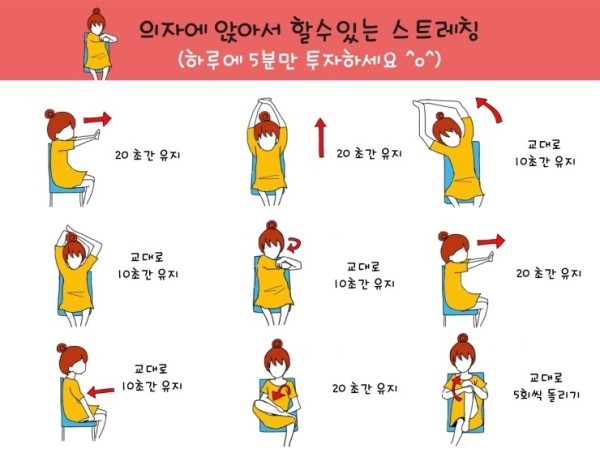 의자에 앉아서 할수있는 스트레칭
(하루에 5분만 투자하세요 ^o^)
20 초간 유지
20 초간 유지
교대로
10초간 유지
교대로
10초간 유지
교대로
10초간 유지
20 초간 유지
교대로
10초간 유지
20 초간 유지
교대로
5회씩 돌리기